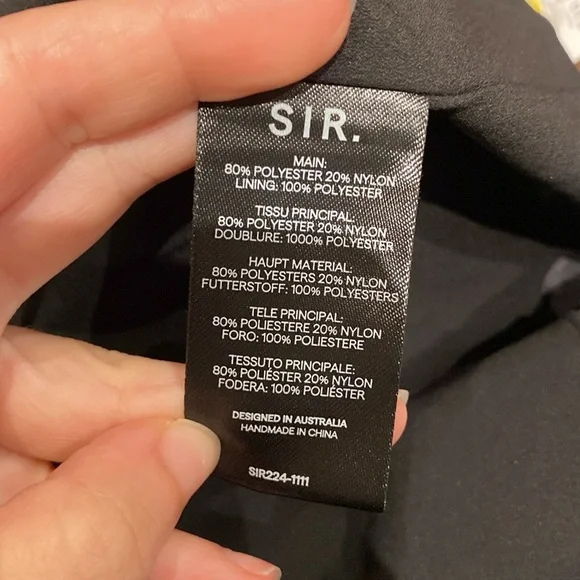 SIR.
MAIN:
80% POLYESTER 20% NYLON
LINING: 100% POLYESTER
TISSU PRINCIPAL:
80% POLYESTER 20% NYLON
DOUBLURE: 1000% POLYESTER
HAUPT MATERIAL:
80% POLYESTERS 20% NYLON
FUTTERSTOFF: 100% POLYESTERS
TELE PRINCIPAL:
80% POLIESTERE 20% NYLON
FORO: 100% POLIESTERE
TESSUTO PRINCIPALE:
80% POLIÉSTER 20% NYLON
FODERA: 100% POLIÉSTER
DESIGNED IN AUSTRALIA
HANDMADE IN CHINA
SIR224-1111